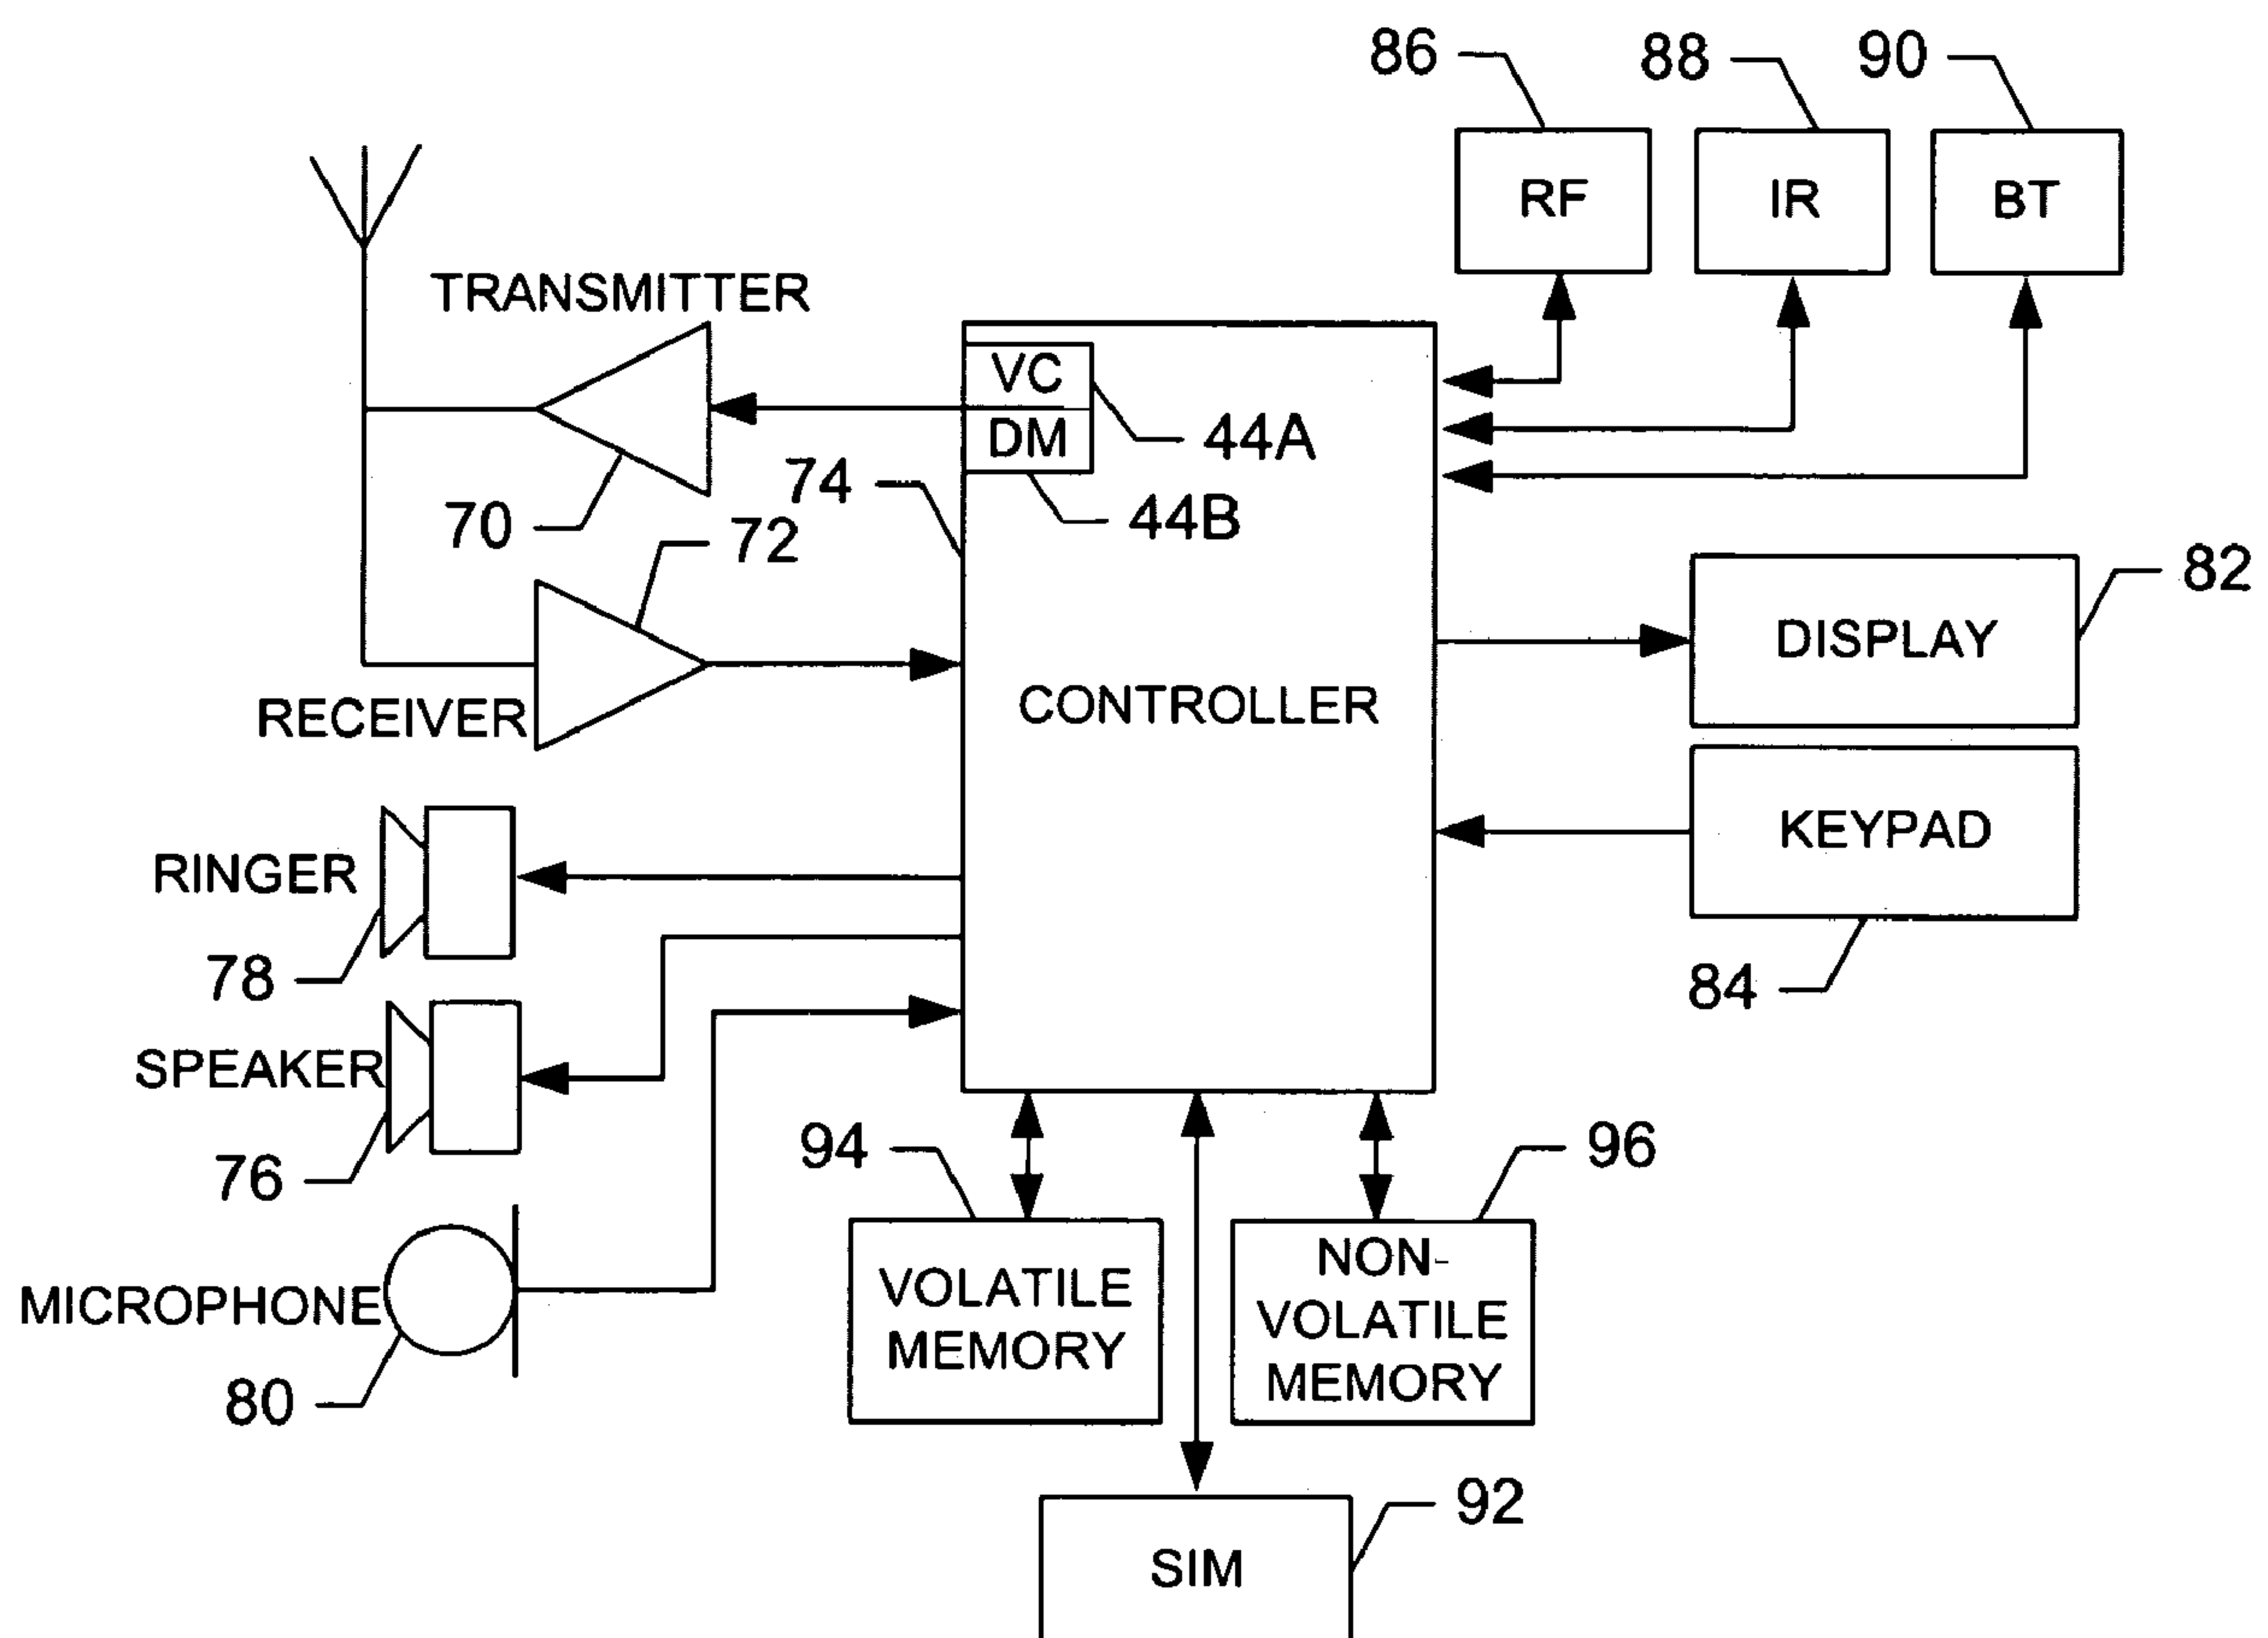 86
88
90
RF
IR
BT
TRANSMITTER
VC
DM
44A
74
44B
70
72
82
DISPLAY
RECEIVER
CONTROLLER
KEYPAD
RINGER
78
84
SPEAKER
76
94
96
MICROPHONE
80
VOLATILE
MEMORY
NON-
VOLATILE
MEMORY
92
SIM